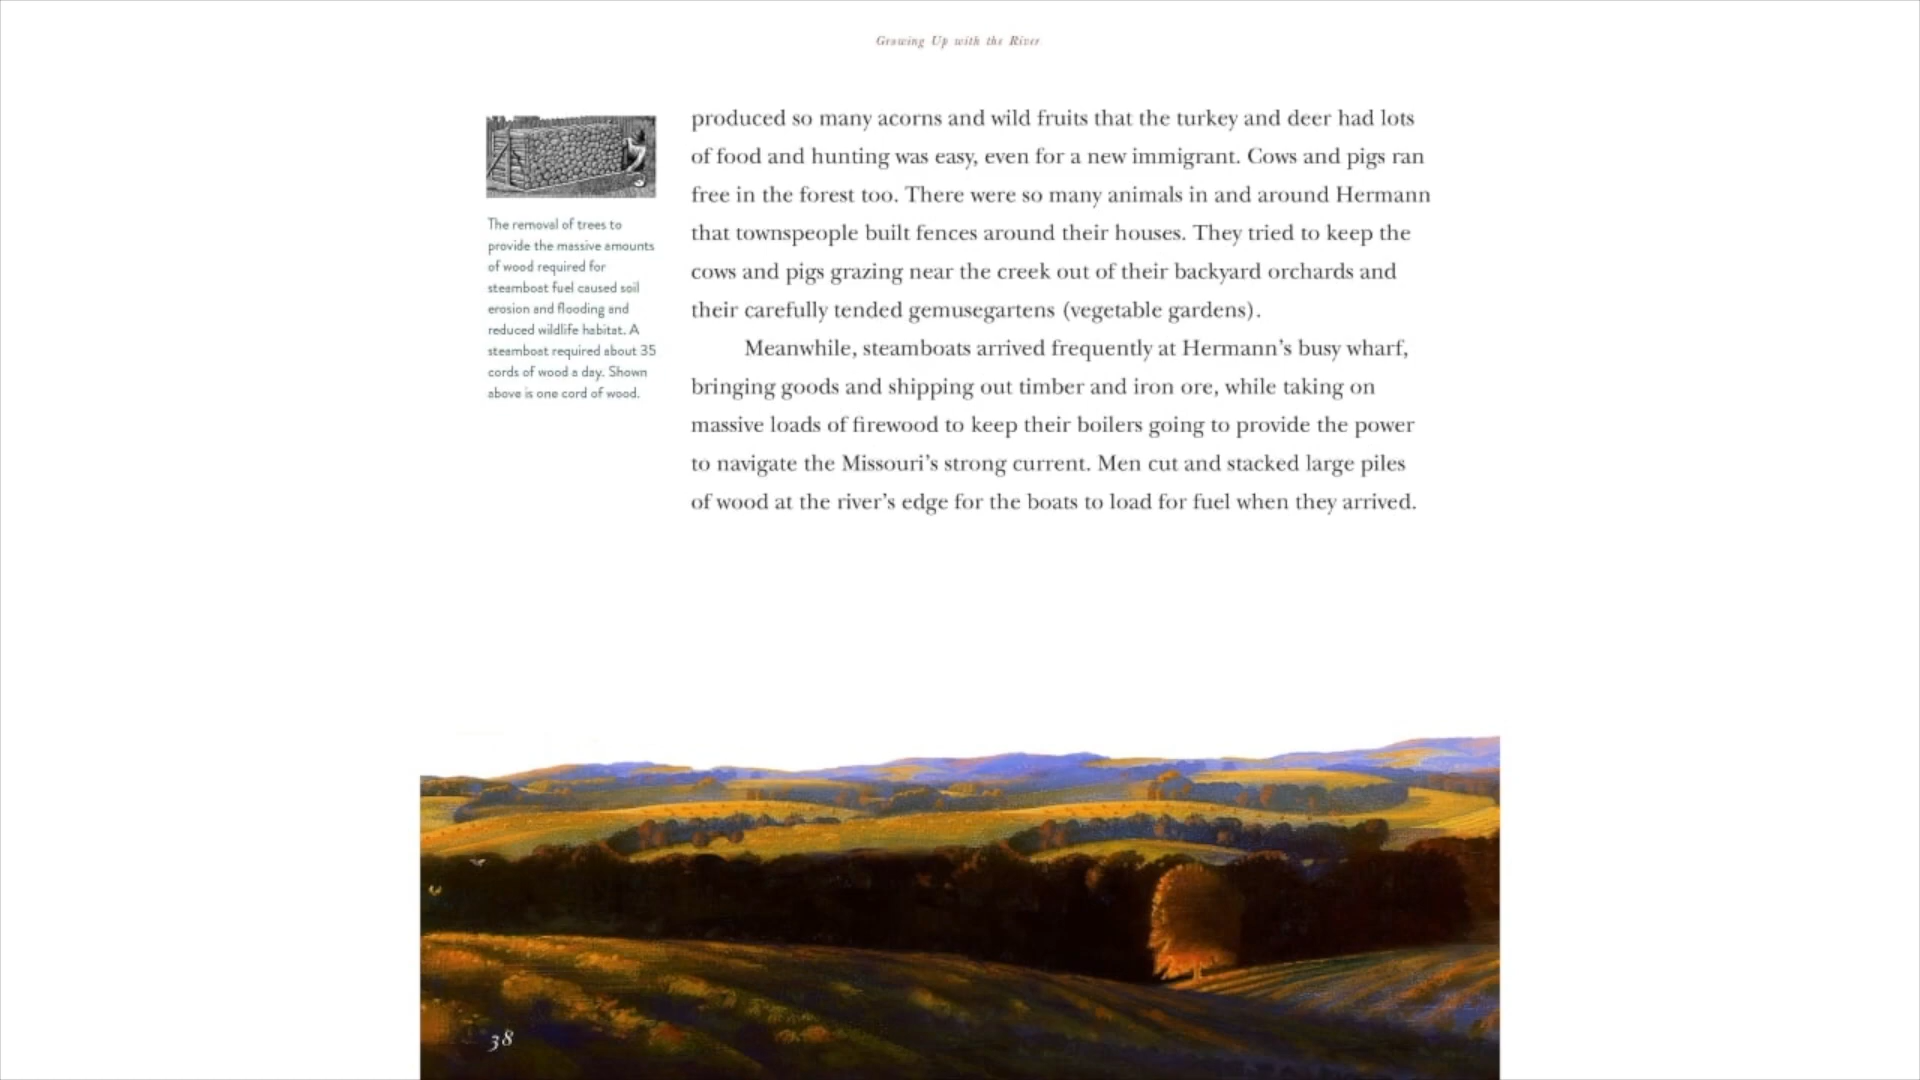 Growing Up with the River
The removal of trees to
provide the massive amounts
of wood required for
steamboat fuel caused soil
erosion and flooding and
reduced wildlife habitat. A
steamboat required about 35
cords of wood a day. Shown
above is one cord of wood.
produced so many acorns and wild fruits that the turkey and deer had lots
of food and hunting was easy, even for a new immigrant. Cows and pigs ran
free in the forest too. There were so many animals in and around Hermann
that townspeople built fences around their houses. They tried to keep the
cows and pigs grazing near the creek out of their backyard orchards and
their carefully tended gemusegartens (vegetable gardens).
Meanwhile, steamboats arrived frequently at Hermann’s busy wharf,
bringing goods and shipping out timber and iron ore, while taking on
massive loads of firewood to keep their boilers going to provide the power
to navigate the Missouri’s strong current. Men cut and stacked large piles
of wood at the river’s edge for the boats to load for fuel when they arrived.
38